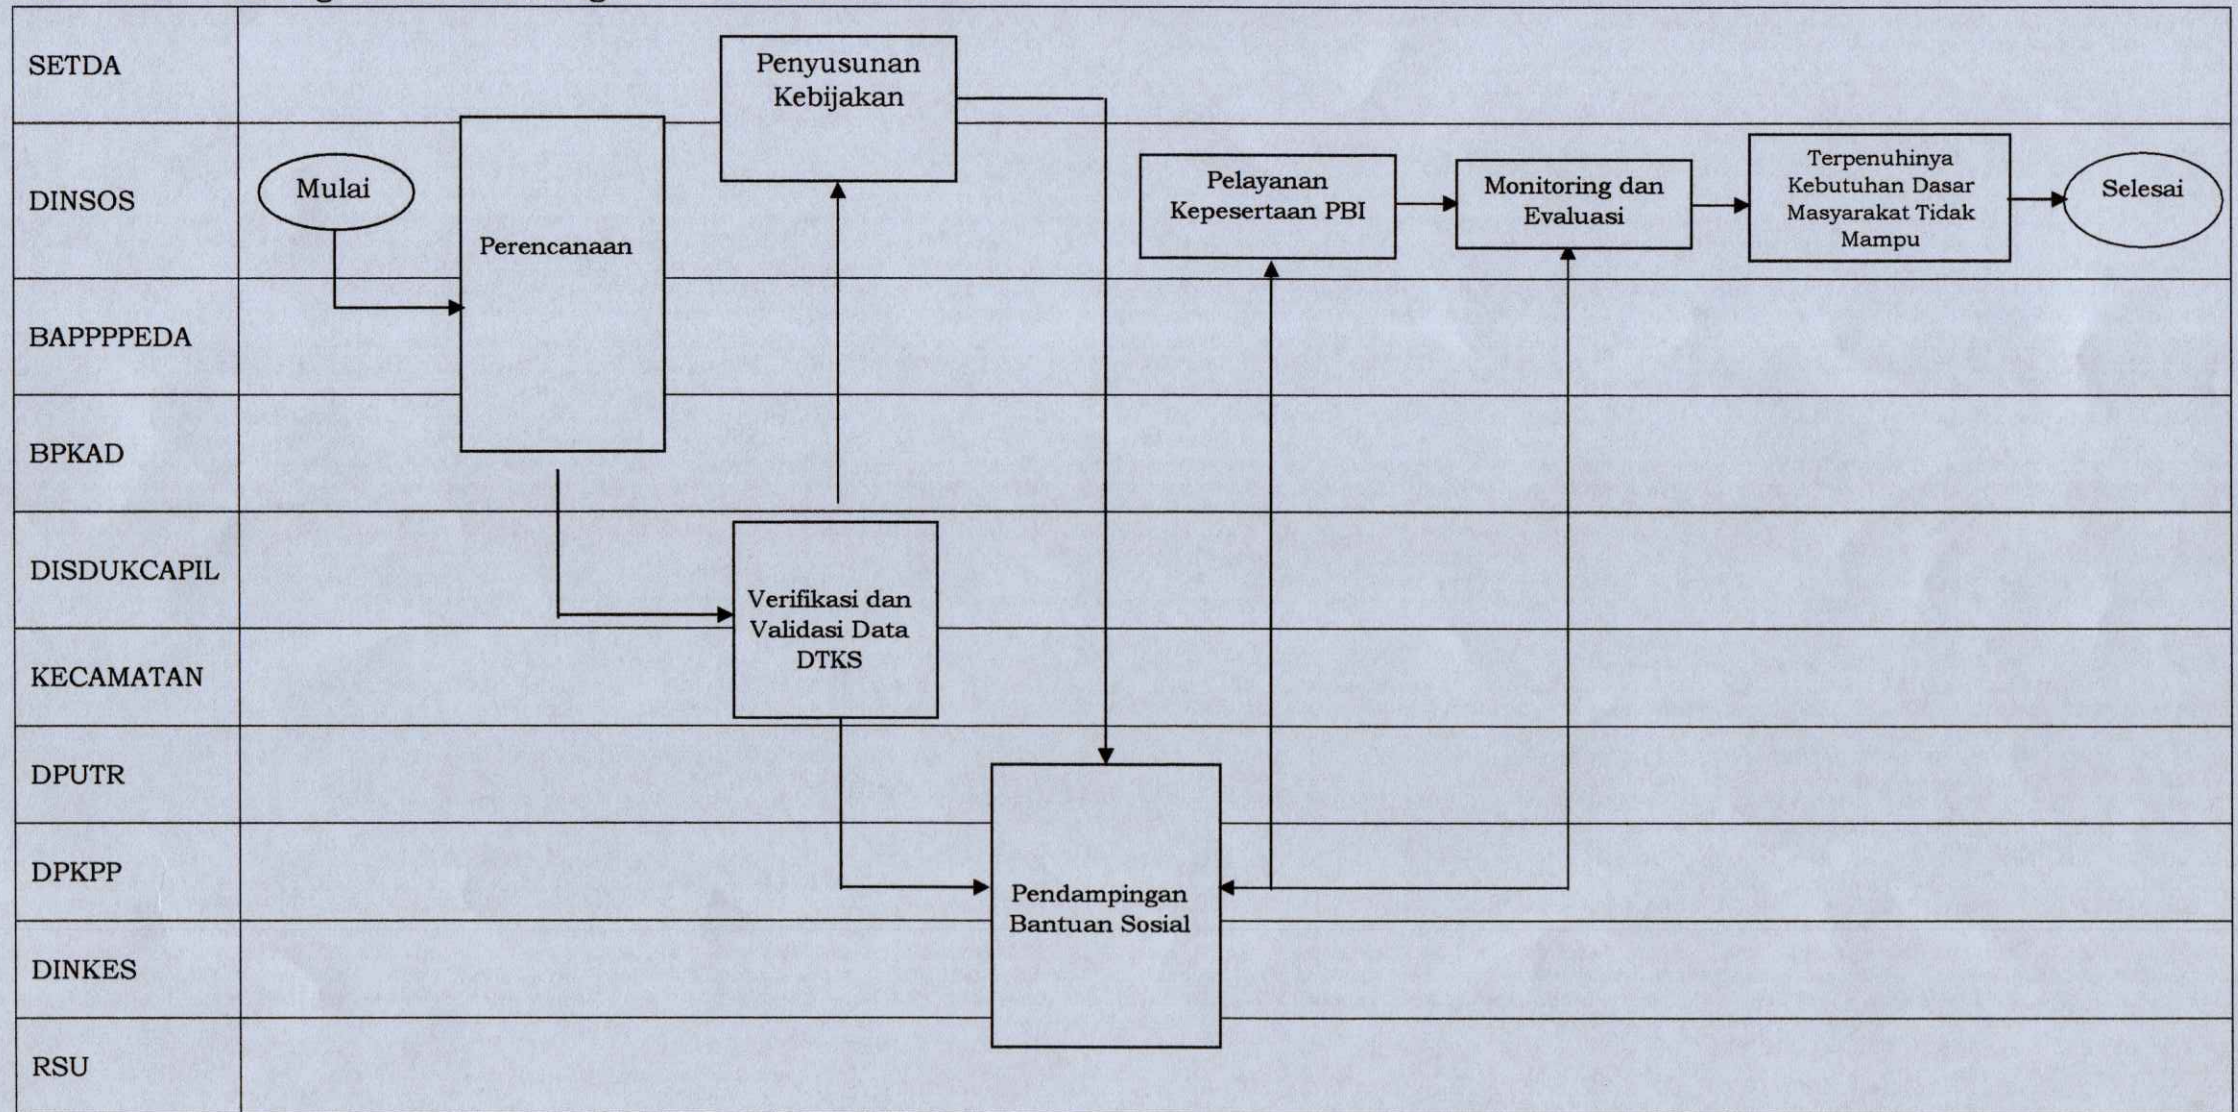 SETDA
DINSOS
BAPPPPEDA
BPKAD
DISDUKCAPIL
KECAMATAN
DPUTR
DPKPP
DINKES
RSU
Mulai
Perencanaan
Penyusunan
Kebijakan
Verifikasi dan
Validasi Data
DTKS
Pendampingan
Bantuan Sosial
Pelayanan
Kepesertaan PBI
Monitoring dan
Evaluasi
Terpenuhinya
Kebutuhan Dasar
Masyarakat Tidak
Mampu
Selesai